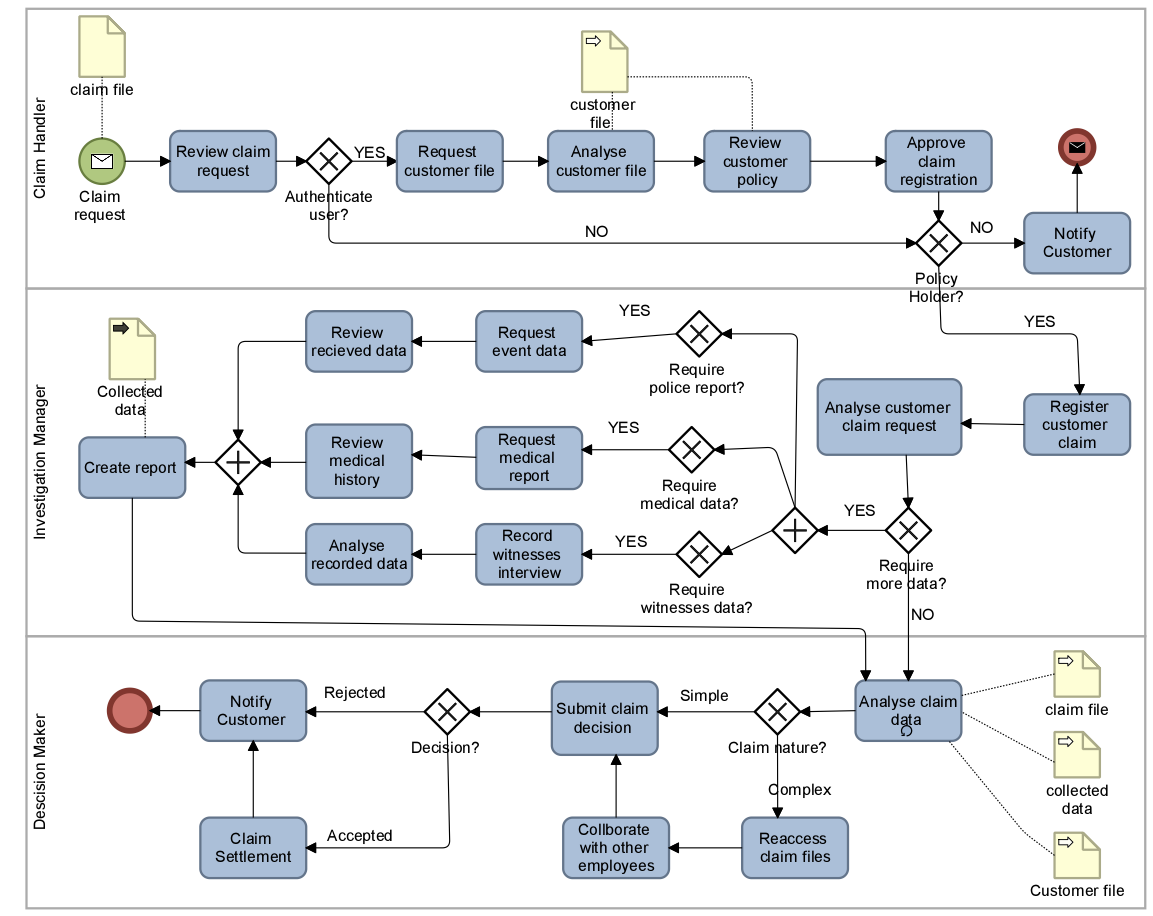 Claim Handler
claim file
Claim
request
Review claim
request
Authenticate
user?
YES
NO
Request
customer file
customer
file
Analyse
customer file
Review
customer
policy
Approve
claim
registration
Policy
Holder?
NO
Notify
Customer
YES
Investigation Manager
Collected
data
Create report
Review
recieved data
Request
event data
YES
Require
police report?
Review
medical
history
Request
medical
report
YES
Require
medical data?
Analyse
recorded data
Record
witnesses
interview
YES
Require
witnesses data?
Analyse customer
claim request
Register
customer
claim
YES
Require
more data?
NO
Descision Maker
Notify
Customer
Rejected
Decision?
Claim
Settlement
Accepted
Submit claim
decision
Simple
Claim nature?
Complex
Collborate
with other
employees
Reaccess
claim files
Analyse claim
data
claim file
collected
data
Customer file